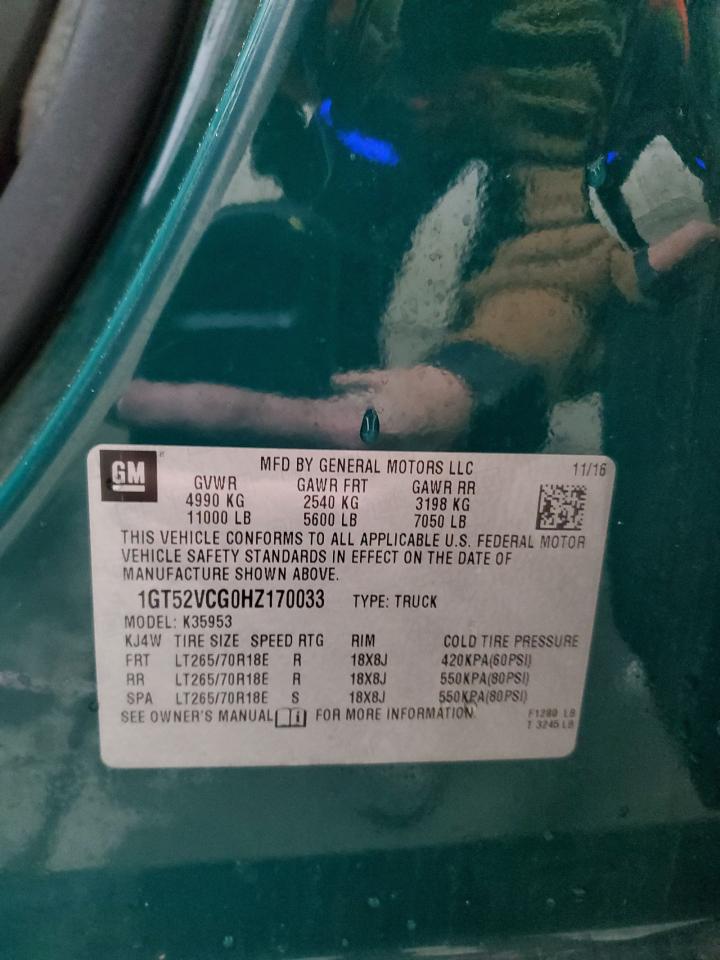 GM
MFD BY GENERAL MOTORS LLC 11/16
GVWR GAWR FRT GAWR RR
4990 KG 2540 KG 3198 KG
11000 LB 5600 LB 7050 LB
THIS VEHICLE CONFORMS TO ALL APPLICABLE U.S. FEDERAL MOTOR
VEHICLE SAFETY STANDARDS IN EFFECT ON THE DATE OF
MANUFACTURE SHOWN ABOVE.
1GT52VCG0HZ170033 TYPE: TRUCK
MODEL: K35953
KJ4W TIRE SIZE SPEED RTG RIM COLD TIRE PRESSURE
FRT LT265/70R18E R 18X8J 420KPA(60PSI)
RR LT265/70R18E R 18X8J 550KPA(80PSI)
SPA LT265/70R18E S 18X8J 550KPA(80PSI)
SEE OWNER'S MANUAL FOR MORE INFORMATION.
F1280 LB
T 3245 LB